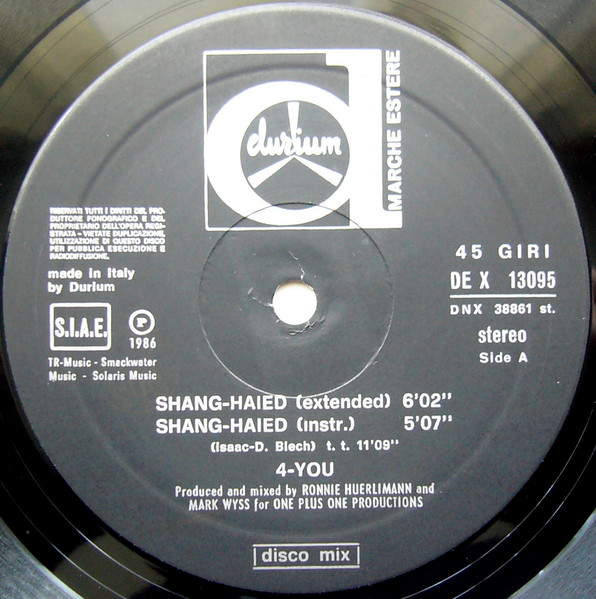 durium
MARCHE ESTERE
RISERVATI TUTTI I DIRITTI DEL PRO-
DUTTORE FONOGRAFICO E DEL
PROPRIETARIO DELL'OPERA REGI-
STRATA - VIETATE DUPLICAZIONE,
UTILIZZAZIONE DI QUESTO DISCO
PER PUBBLICA ESECUZIONE E
RADIODIFFUSIONE.
made in Italy
by Durium
S.I.A.E.
P
1986
TR-Music - Smackwater
Music - Solaris Music
45 GIRI
DE X 13095
DNX 38861 st.
stereo
Side A
SHANG-HAIED (extended) 6'02"
SHANG-HAIED (instr.) 5'07"
(Isaac-D. Blech) t. t. 11'09"
4-YOU
Produced and mixed by RONNIE HUERLIMANN and
MARK WYSS for ONE PLUS ONE PRODUCTIONS
disco mix